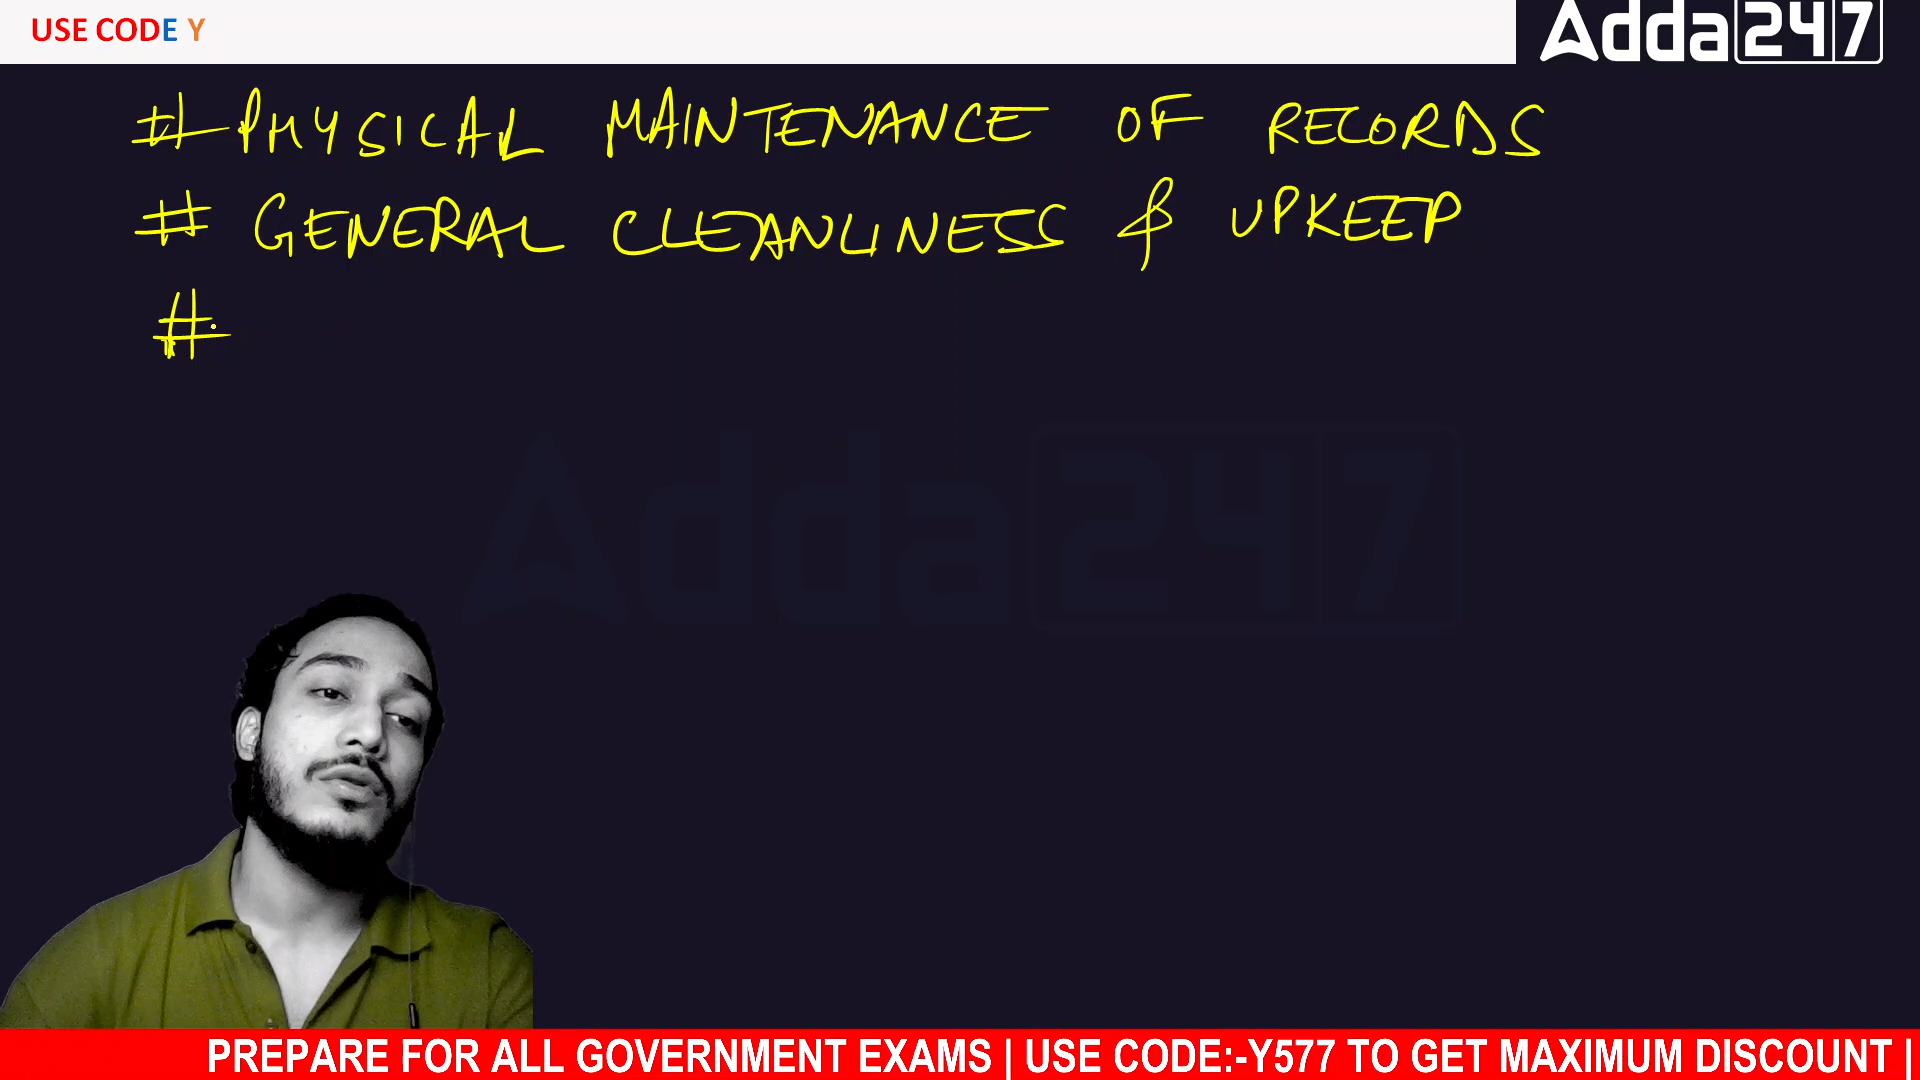 USE CODE Y
Adda247
# PHYSICAL MAINTENANCE OF RECORDS
# GENERAL CLEANLINESS & UPKEEP
#
Adda247
PREPARE FOR ALL GOVERNMENT EXAMS | USE CODE:-Y577 TO GET MAXIMUM DISCOUNT |